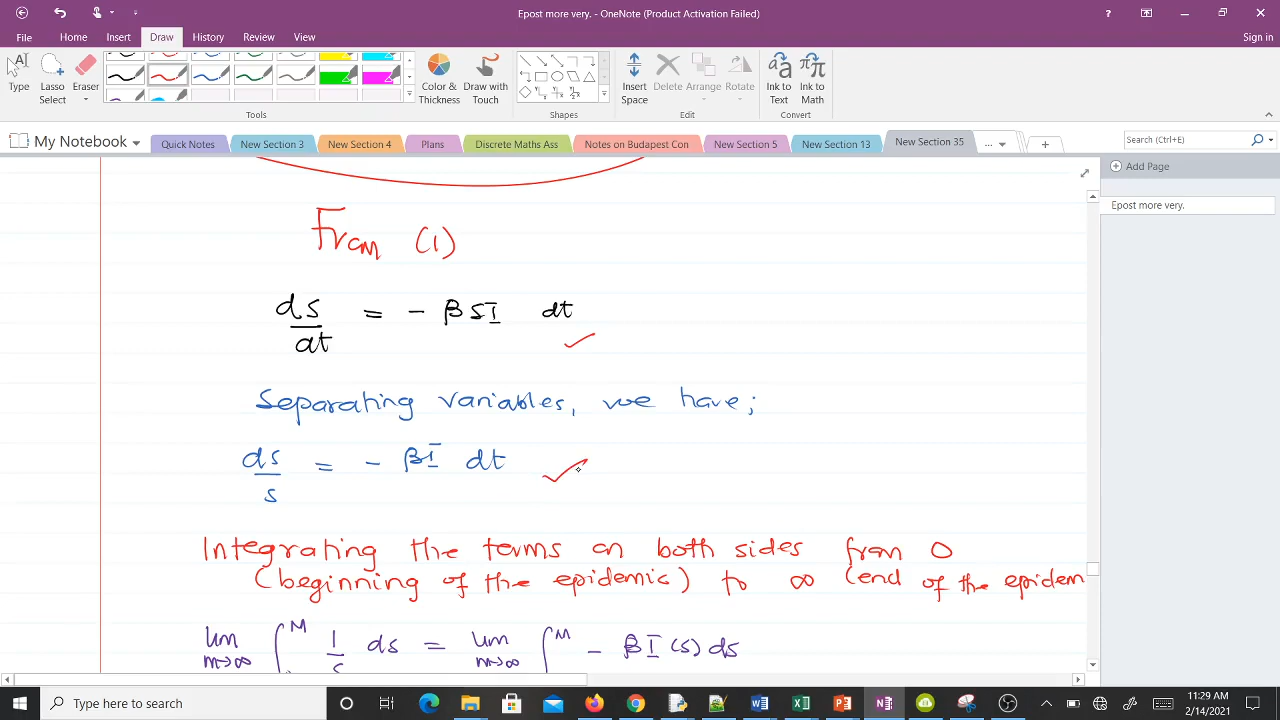 Epost more very. - OneNote (Product Activation Failed)
File Home Insert Draw History Review View Sign in
Type Lasso Select Eraser Color & Thickness Draw with Touch Insert Space Delete Arrange Rotate Ink to Text Ink to Math
Tools Shapes Edit Convert
My Notebook Quick Notes New Section 3 New Section 4 Plans Discrete Maths Ass Notes on Budapest Con New Section 5 New Section 13 New Section 35 ... Search (Ctrl+E)
Add Page
Epost more very.
From (1)
ds/dt = - βSI dt
Separating variables, we have;
ds/s = - βI dt
Integrating the terms on both sides from 0
(beginning of the epidemic) to ∞ (end of the epidem
lim m→∞ ∫ M 1/s ds = lim m→∞ ∫ M - βI(s) ds
Type here to search
11:29 AM
2/14/2021